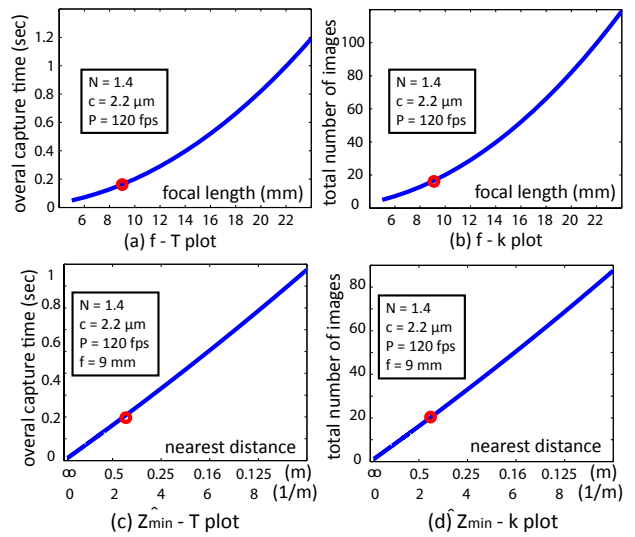 overal capture time (sec)
1.2
1
0.8
0.6
0.4
0.2
0
N = 1.4
c = 2.2 µm
P = 120 fps
focal length (mm)
6 8 10 12 14 16 18 20 22
(a) f - T plot
total number of images
100
80
60
40
20
0
N = 1.4
c = 2.2 µm
P = 120 fps
focal length (mm)
6 8 10 12 14 16 18 20 22
(b) f - k plot
overal capture time (sec)
1
0.8
0.6
0.4
0.2
0
N = 1.4
c = 2.2 µm
P = 120 fps
f = 9 mm
nearest distance
∞ 0.5 0.25 0.16 0.125 (m)
0 2 4 6 8 (1/m)
(c) Ẑmin - T plot
total number of images
80
60
40
20
0
N = 1.4
c = 2.2 µm
P = 120 fps
f = 9 mm
nearest distance
∞ 0.5 0.25 0.16 0.125 (m)
0 2 4 6 8 (1/m)
(d) Ẑmin - k plot